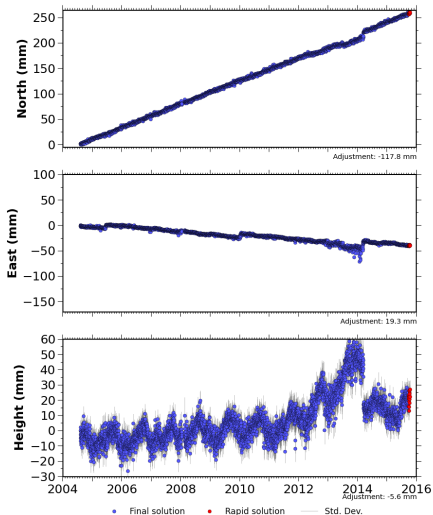 250
200
150
100
50
0
North (mm)
Adjustment: -117.8 mm
100
50
0
−50
−100
−150
East (mm)
Adjustment: 19.3 mm
60
50
40
30
20
10
0
−10
−20
−30
Height (mm)
2004 2006 2008 2010 2012 2014 2016
Adjustment: -5.6 mm
Final solution Rapid solution Std. Dev.